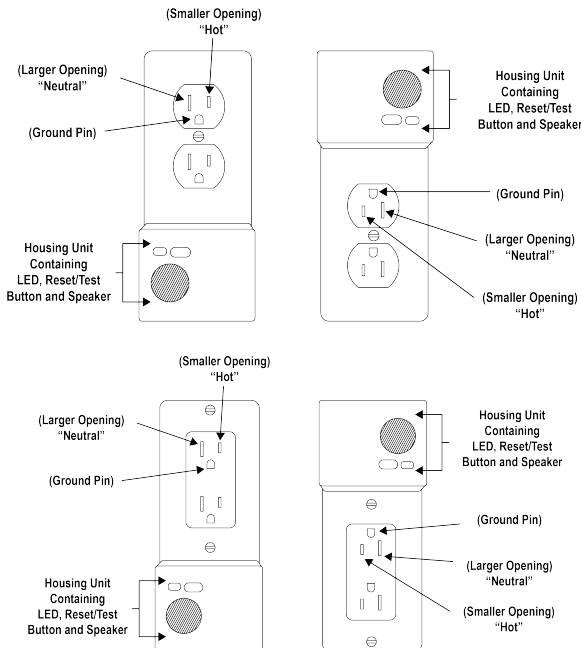 (Smaller Opening)
“Hot”
(Larger Opening)
“Neutral”
(Ground Pin)
Housing Unit
Containing
LED, Reset/Test
Button and Speaker
Housing Unit
Containing
LED, Reset/Test
Button and Speaker
(Ground Pin)
(Larger Opening)
“Neutral”
(Smaller Opening)
“Hot”
(Smaller Opening)
“Hot”
(Larger Opening)
“Neutral”
(Ground Pin)
Housing Unit
Containing
LED, Reset/Test
Button and Speaker
Housing Unit
Containing
LED, Reset/Test
Button and Speaker
(Ground Pin)
(Larger Opening)
“Neutral”
(Smaller Opening)
“Hot”